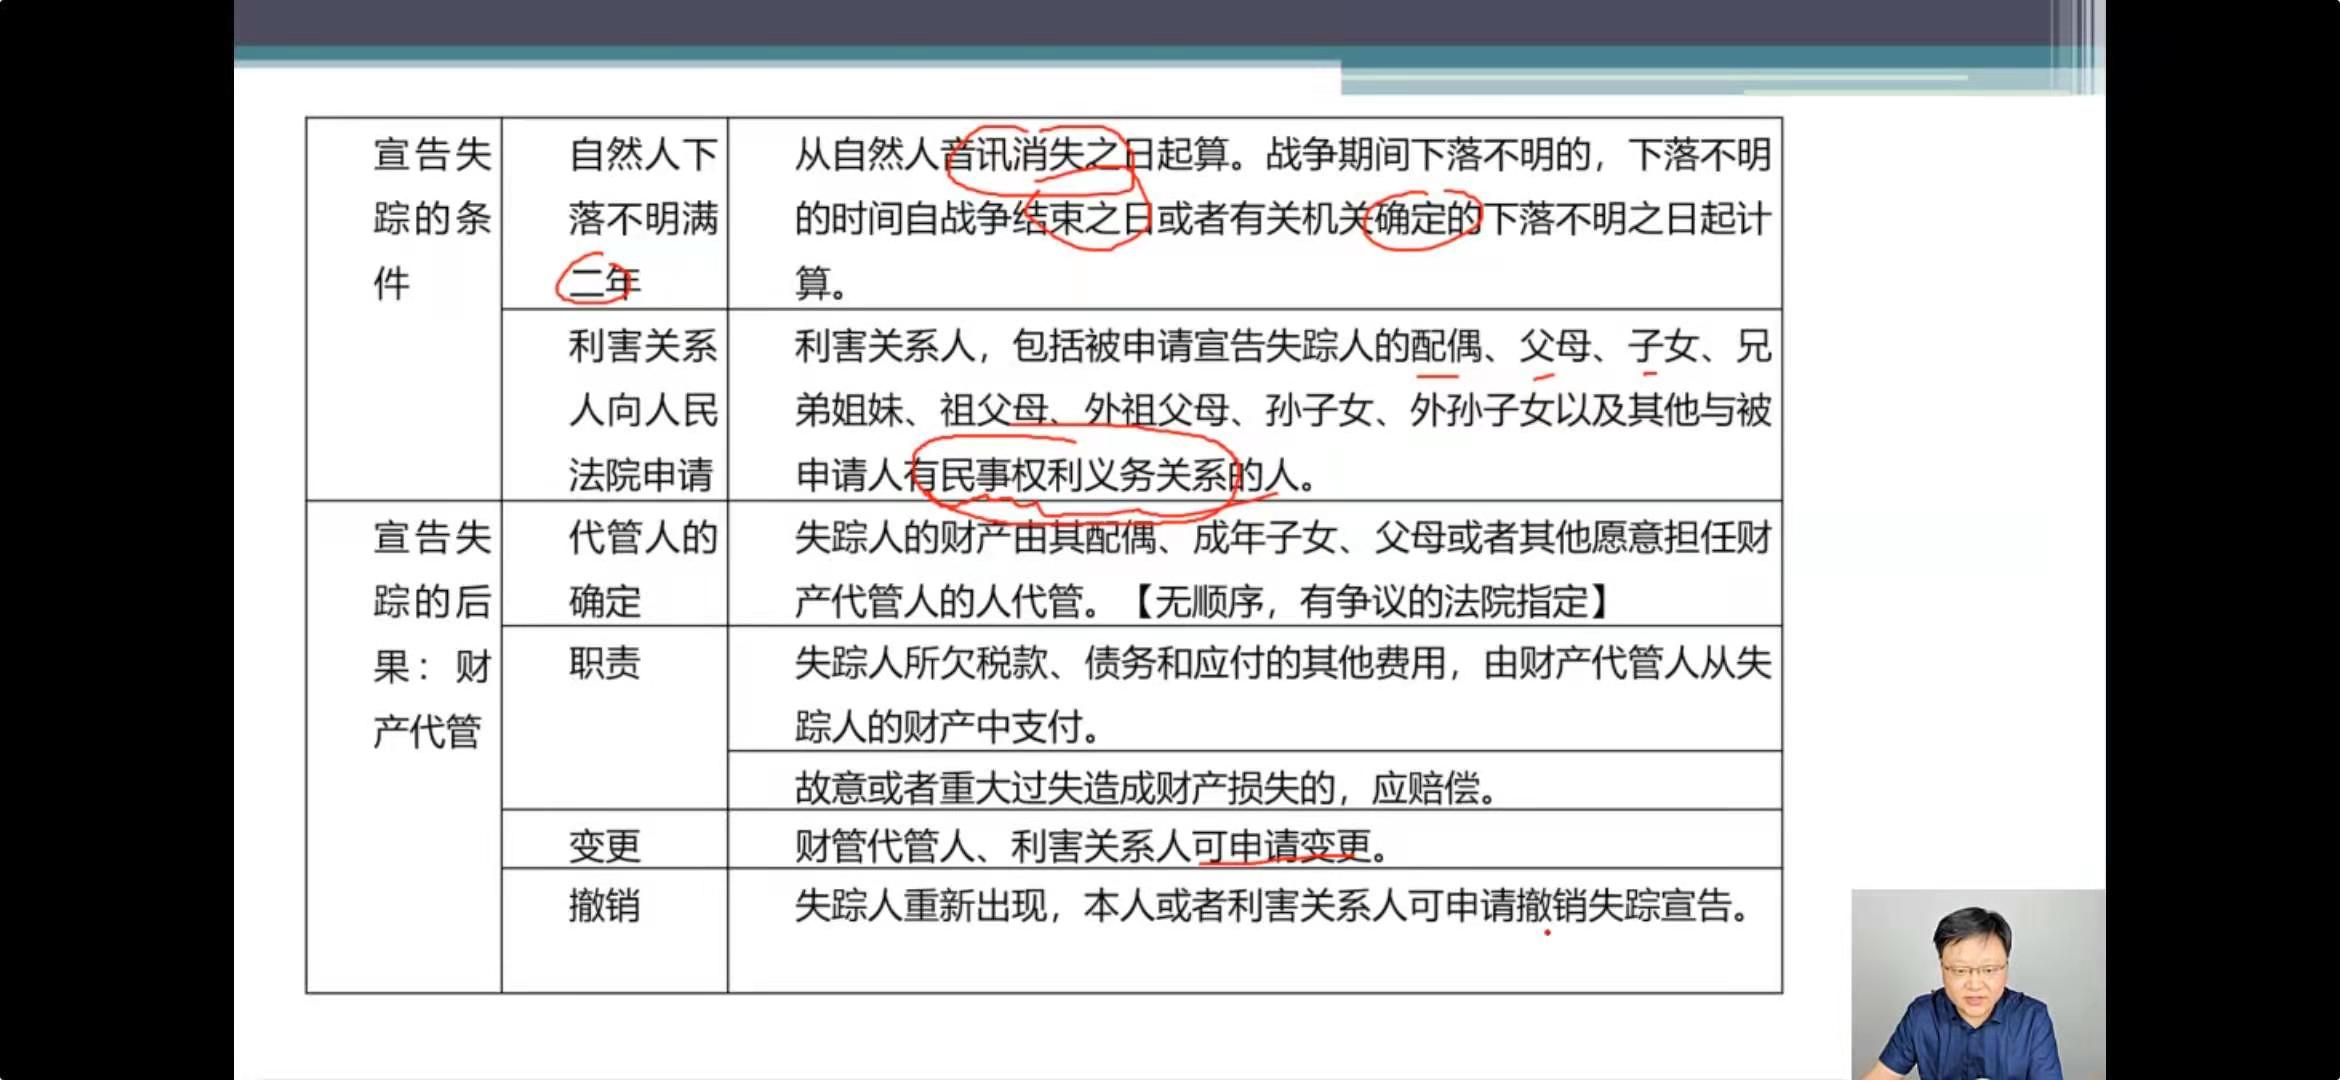 宣告失
踪的条
件
自然人下
落不明满
二年
从自然人音讯消失之日起算。战争期间下落不明的，下落不明
的时间自战争结束之日或者有关机关确定的下落不明之日起计
算。
利害关系
人向人民
法院申请
利害关系人，包括被申请宣告失踪人的配偶、父母、子女、兄
弟姐妹、祖父母、外祖父母、孙子女、外孙子女以及其他与被
申请人有民事权利义务关系的人。
宣告失
踪的后
果：财
产代管
代管人的
确定
失踪人的财产由其配偶、成年子女、父母或者其他愿意担任财
产代管人的人代管。【无顺序，有争议的法院指定】
职责
失踪人所欠税款、债务和应付的其他费用，由财产代管人从失
踪人的财产中支付。
故意或者重大过失造成财产损失的，应赔偿。
变更
财管代管人、利害关系人可申请变更。
撤销
失踪人重新出现，本人或者利害关系人可申请撤销失踪宣告。